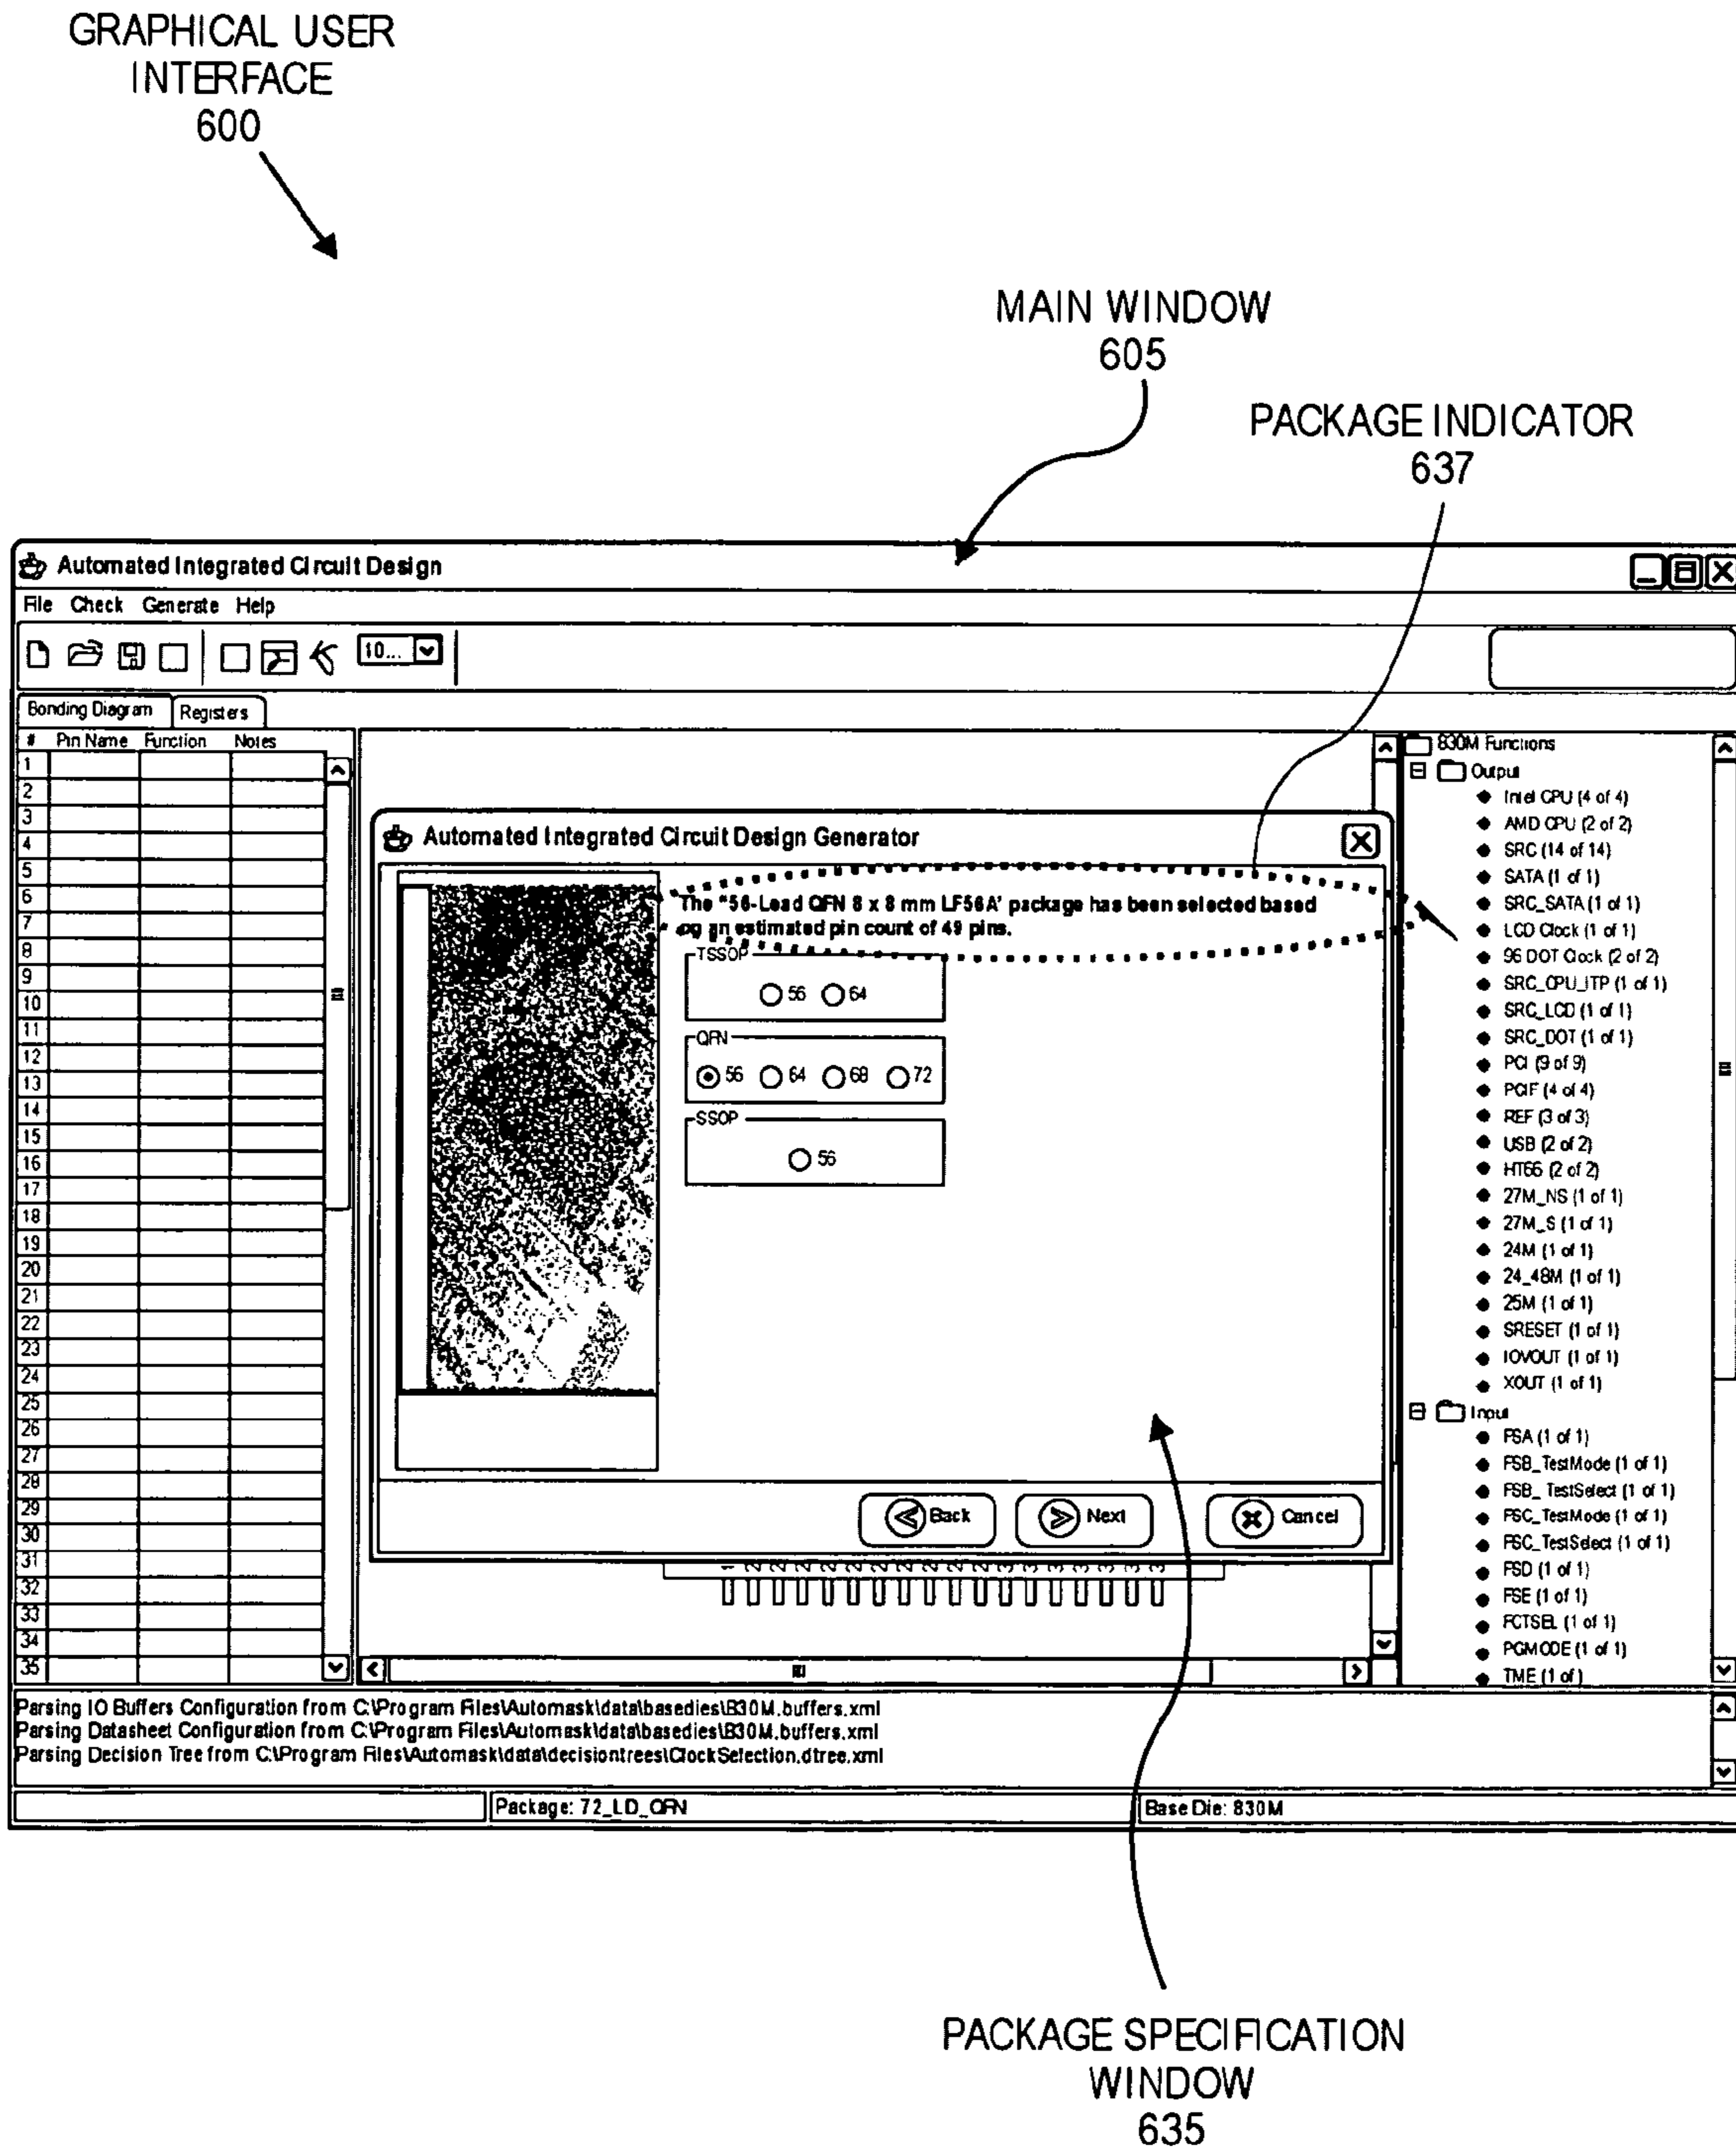 GRAPHICAL USER
INTERFACE
600
MAIN WINDOW
605
PACKAGE INDICATOR
637
Automated Integrated Circuit Design
File Check Generate Help
10...
Bonding Diagram Registers
# Pin Name Function Notes
1
2
3
4
5
6
7
8
9
10
11
12
13
14
15
16
17
18
19
20
21
22
23
24
25
26
27
28
29
30
31
32
33
34
35
Automated Integrated Circuit Design Generator
The "56-Lead QFN 8 x 8 mm LF56A' package has been selected based
on an estimated pin count of 49 pins.
TSSOP
56 64
QFN
56 64 68 72
SSOP
56
Back Next Cancel
830M Functions
Output
Intel CPU (4 of 4)
AMD CPU (2 of 2)
SRC (14 of 14)
SATA (1 of 1)
SRC_SATA (1 of 1)
LCD Clock (1 of 1)
96 DOT Clock (2 of 2)
SRC_CPU_ITP (1 of 1)
SRC_LCD (1 of 1)
SRC_DOT (1 of 1)
PCI (9 of 9)
PCIF (4 of 4)
REF (3 of 3)
USB (2 of 2)
HT66 (2 of 2)
27M_NS (1 of 1)
27M_S (1 of 1)
24M (1 of 1)
24_48M (1 of 1)
25M (1 of 1)
SRESET (1 of 1)
IOVOUT (1 of 1)
XOUT (1 of 1)
Input
FSA (1 of 1)
FSB_TestMode (1 of 1)
FSB_ TestSelect (1 of 1)
FSC_TestMode (1 of 1)
FSC_TestSelect (1 of 1)
FSD (1 of 1)
FSE (1 of 1)
FCTSEL (1 of 1)
PGMODE (1 of 1)
TME (1 of )
Parsing IO Buffers Configuration from C:\Program Files\Automask\data\basedies\B30M.buffers.xml
Parsing Datasheet Configuration from C:\Program Files\Automask\data\basedies\B30M.buffers.xml
Parsing Decision Tree from C:\Program Files\Automask\data\decisiontrees\ClockSelection.dtree.xml
Package: 72_LD_QFN
Base Die: 830M
PACKAGE SPECIFICATION
WINDOW
635